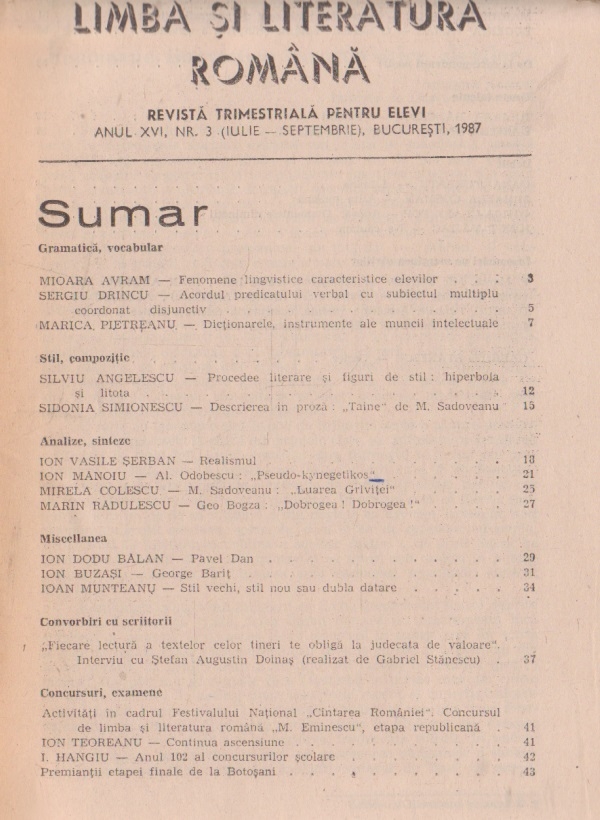 LIMBA ȘI LITERATURA
ROMÂNĂ
REVISTĂ TRIMESTRIALĂ PENTRU ELEVI
ANUL XVI, NR. 3 (IULIE — SEPTEMBRIE), BUCUREȘTI, 1987
Sumar
Gramatică, vocabular
MIOARA AVRAM — Fenomene lingvistice caracteristice elevilor . . . 3
SERGIU DRINCU — Acordul predicatului verbal cu subiectul multiplu
coordonat disjunctiv . . . . . . . . . . 5
MARICA PIETREANU — Dicționarele, instrumente ale muncii intelectuale 7
Stil, compoziție
SILVIU ANGELESCU — Procedee literare și figuri de stil : hiperbola
și litota . . . . . . . . . . . . . 12
SIDONIA SIMIONESCU — Descrierea în proză : „Taine" de M. Sadoveanu 15
Analize, sinteze
ION VASILE ȘERBAN — Realismul . . . . . . . . 18
ION MANOIU — Al. Odobescu : „Pseudo-kynegetikos" . . . . . 21
MIRELA COLESCU — M. Sadoveanu : „Luarea Griviței" . . . . 25
MARIN RĂDULESCU — Geo Bogza : „Dobrogea ! Dobrogea !" . . . . 27
Miscellanea
ION DODU BĂLAN — Pavel Dan . . . . . . . . 29
ION BUZAȘI — George Bariț . . . . . . . . . 31
IOAN MUNTEANU — Stil vechi, stil nou sau dubla datare . . . . 34
Convorbiri cu scriitorii
„Fiecare lectură a textelor celor tineri te obligă la judecata de valoare".
Interviu cu Ștefan Augustin Doinaș (realizat de Gabriel Stănescu) . 37
Concursuri, examene
Activități în cadrul Festivalului Național „Cîntarea României". Concursul
de limba și literatura română „M. Eminescu", etapa republicană . 41
ION TEOREANU — Continua ascensiune . . . . . . . 41
I. HANGIU — Anul 102 al concursurilor școlare . . . . . . 42
Premianții etapei finale de la Botoșani . . . . . . . . 43